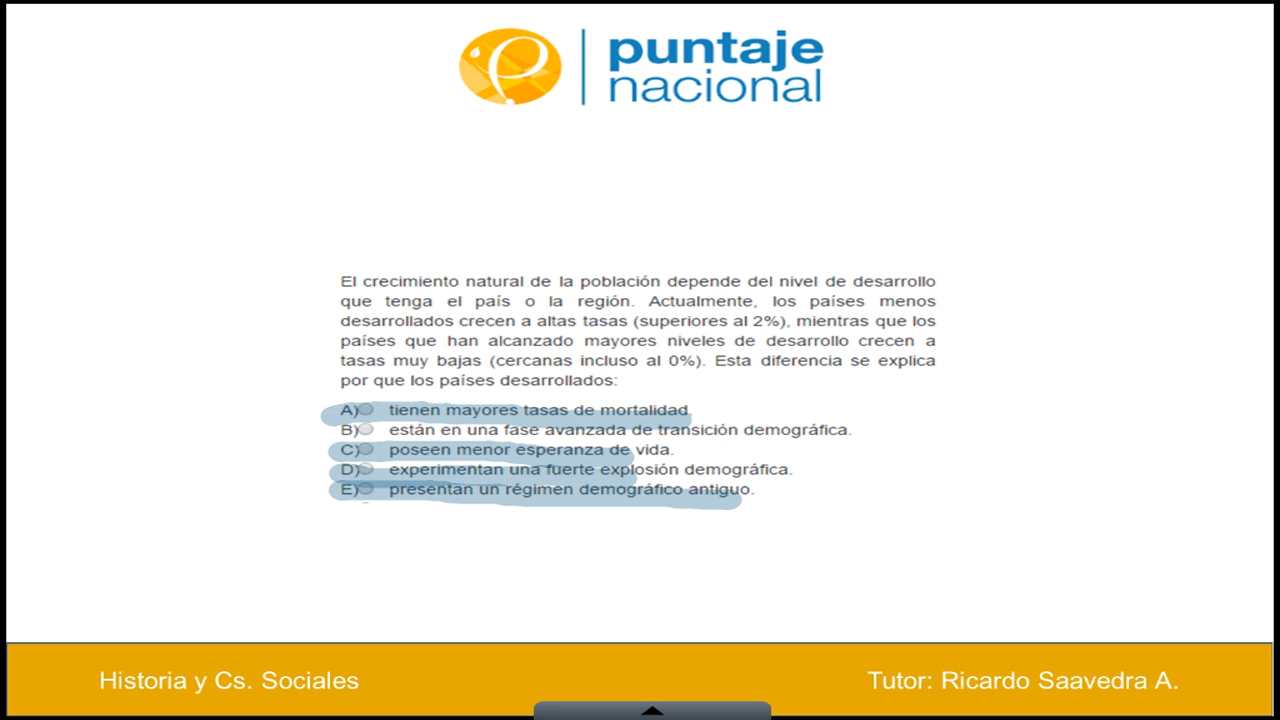 puntaje
nacional
El crecimiento natural de la población depende del nivel de desarrollo
que tenga el país o la región. Actualmente, los países menos
desarrollados crecen a altas tasas (superiores al 2%), mientras que los
países que han alcanzado mayores niveles de desarrollo crecen a
tasas muy bajas (cercanas incluso al 0%). Esta diferencia se explica
por que los países desarrollados:
A) tienen mayores tasas de mortalidad.
B) están en una fase avanzada de transición demográfica.
C) poseen menor esperanza de vida.
D) experimentan una fuerte explosión demográfica.
E) presentan un régimen demográfico antiguo.
Historia y Cs. Sociales
Tutor: Ricardo Saavedra A.